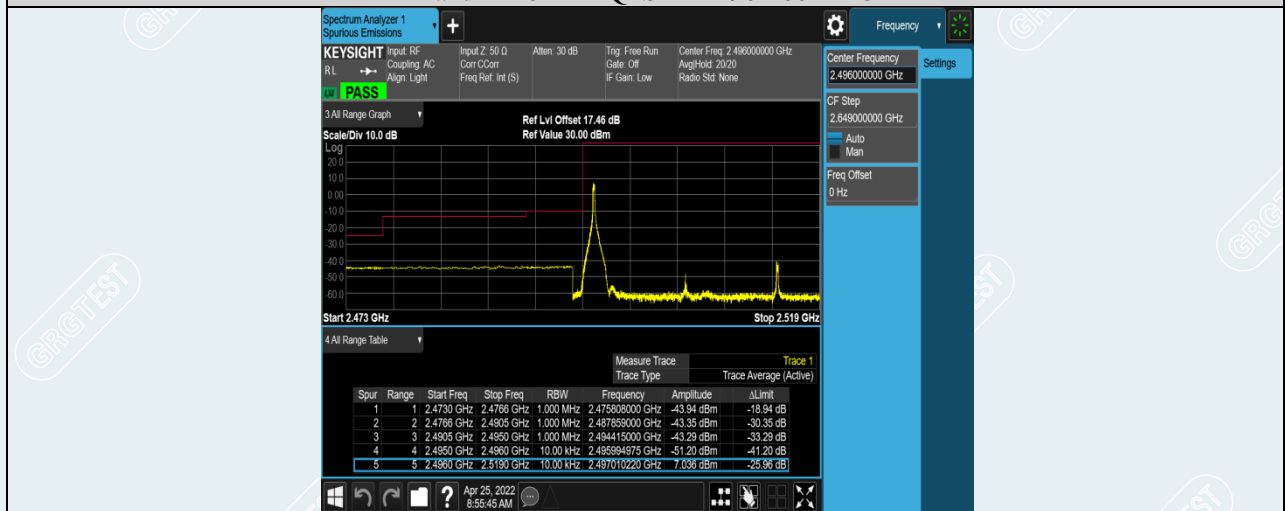 Spectrum Analyzer 1
Spurious Emissions
+
Frequency
KEYSIGHT
Input: RF
Coupling: AC
Align: Light
Input Z: 50 Ω
Corr CCorr
Freq Ref: Int (S)
Atten: 30 dB
Trig: Free Run
Gate: Off
IF Gain: Low
Center Freq: 2.496000000 GHz
Avg|Hold: 20/20
Radio Std: None
RL
LXI
PASS
Center Frequency
2.496000000 GHz
Settings
CF Step
2.649000000 GHz
Auto
Man
Freq Offset
0 Hz
3 All Range Graph
Ref Lvl Offset 17.46 dB
Scale/Div 10.0 dB
Ref Value 30.00 dBm
Log
20.0
10.0
0.00
-10.0
-20.0
-30.0
-40.0
-50.0
-60.0
Start 2.473 GHz
Stop 2.519 GHz
4 All Range Table
Measure Trace Trace 1
Trace Type Trace Average (Active)
Spur Range Start Freq Stop Freq RBW Frequency Amplitude ΔLimit
1 1 2.4730 GHz 2.4766 GHz 1.000 MHz 2.475808000 GHz -43.94 dBm -18.94 dB
2 2 2.4766 GHz 2.4905 GHz 1.000 MHz 2.487859000 GHz -43.35 dBm -30.35 dB
3 3 2.4905 GHz 2.4950 GHz 1.000 MHz 2.494415000 GHz -43.29 dBm -33.29 dB
4 4 2.4950 GHz 2.4960 GHz 10.00 kHz 2.495994975 GHz -51.20 dBm -41.20 dB
5 5 2.4960 GHz 2.5190 GHz 10.00 kHz 2.497010220 GHz 7.036 dBm -25.96 dB
?
Apr 25, 2022
8:55:45 AM
GRGTEST
GRGTEST
GRGTEST